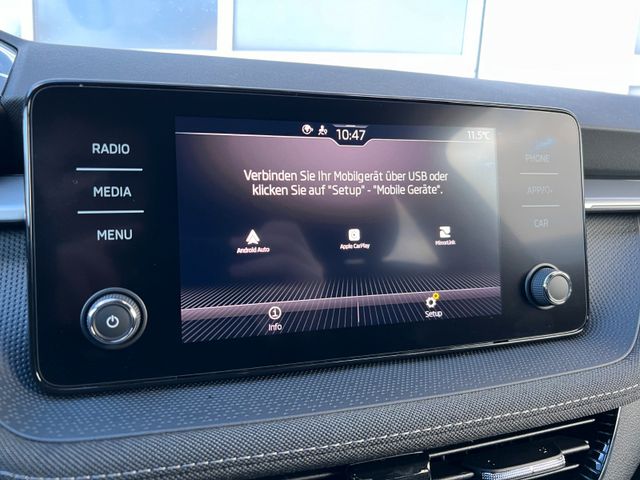 10:47
11.5°C
RADIO
MEDIA
MENU
Verbinden Sie Ihr Mobilgerät über USB oder
klicken Sie auf "Setup" - "Mobile Geräte".
Android Auto
Apple CarPlay
MirrorLink
Info
Setup
PHONE
CAR